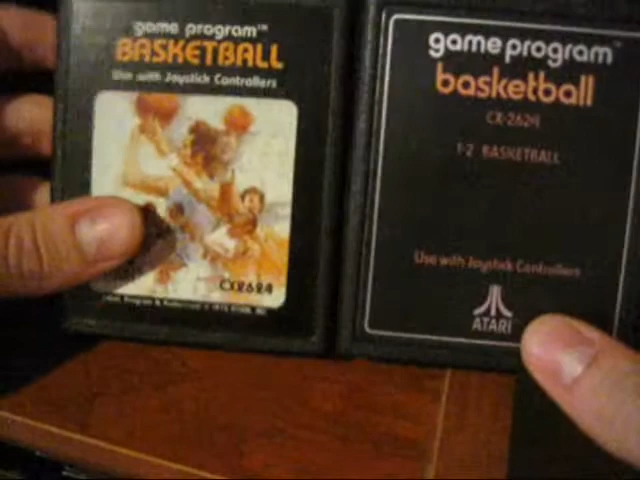 game program™
BASKETBALL
Use with Joystick Controllers
CX2624
game program™
basketball
CX-2624
1-2 BASKETBALL
Use with Joystick Controllers
ATARI